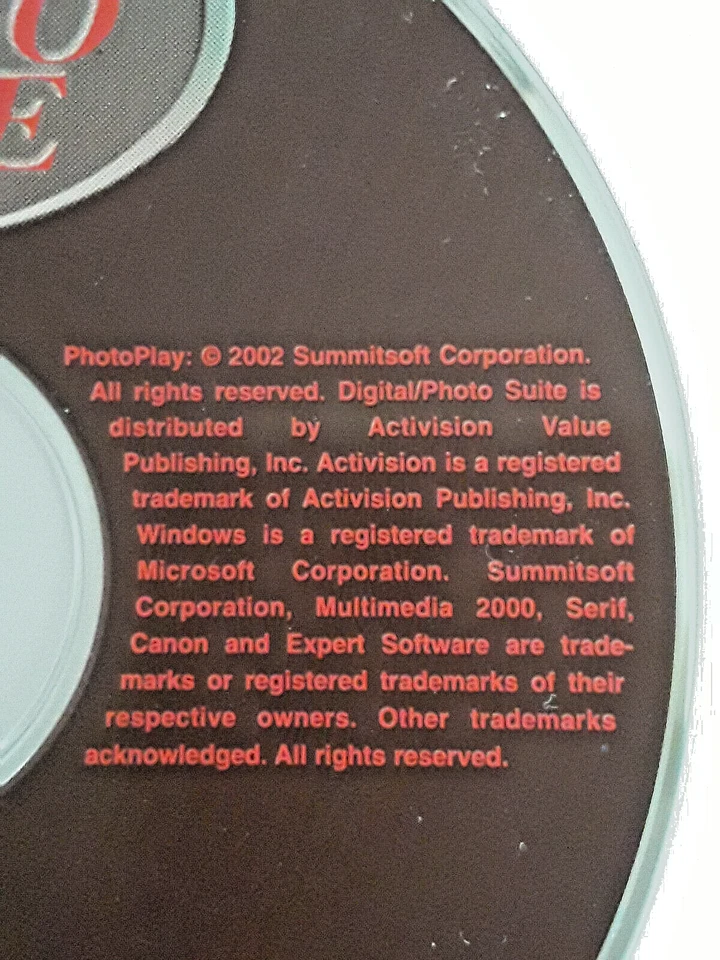 O
E
PhotoPlay: © 2002 Summitsoft Corporation.
All rights reserved. Digital/Photo Suite is
distributed by Activision Value
Publishing, Inc. Activision is a registered
trademark of Activision Publishing, Inc.
Windows is a registered trademark of
Microsoft Corporation. Summitsoft
Corporation, Multimedia 2000, Serif,
Canon and Expert Software are trade-
marks or registered trademarks of their
respective owners. Other trademarks
acknowledged. All rights reserved.